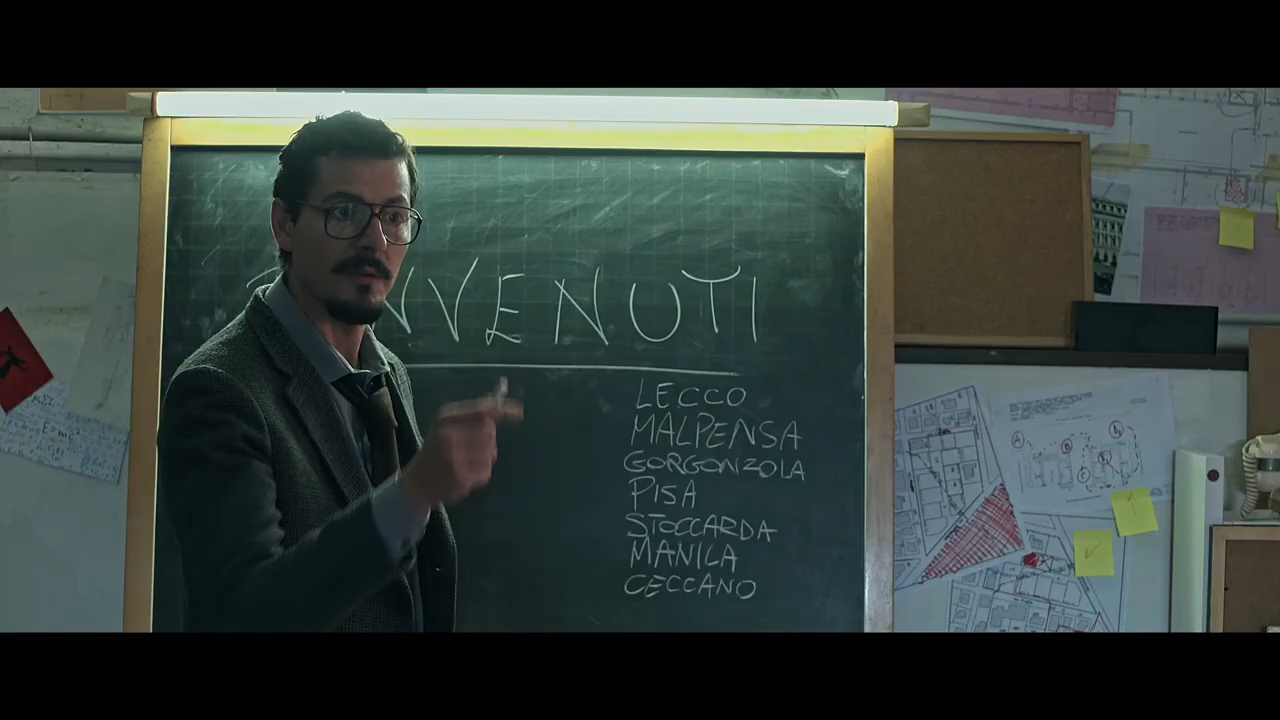 NVENUTI
LECCO
MALPENSA
GORGONZOLA
PISA
STOCCARDA
MANILA
CECCANO